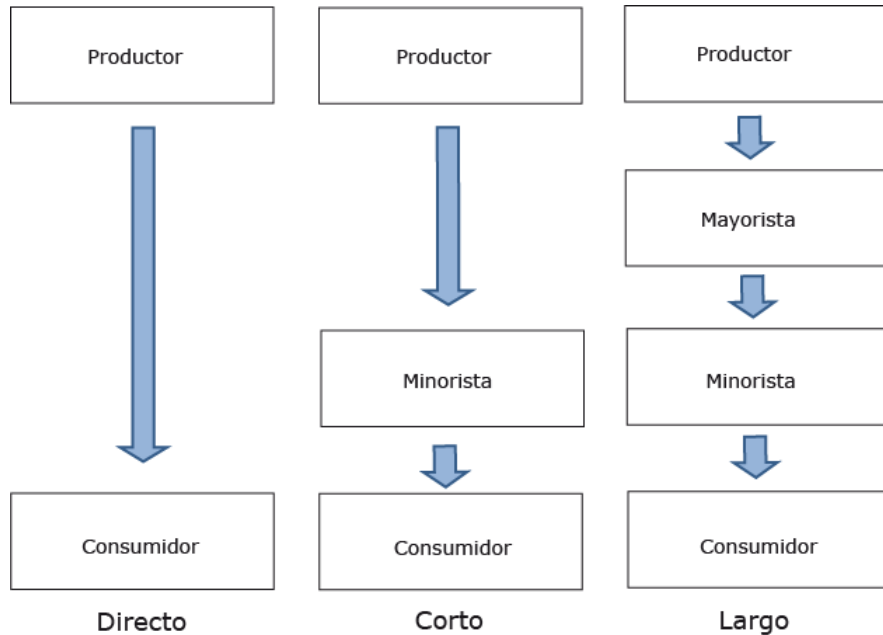 Productor
Productor
Productor
Mayorista
Minorista
Minorista
Consumidor
Consumidor
Consumidor
Directo
Corto
Largo